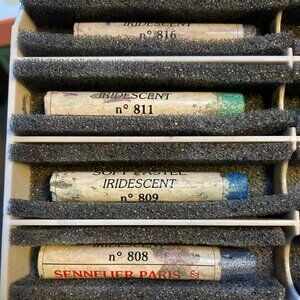 IRIDESCENT
n° 816
IRIDESCENT
n° 811
SOFT PASTEL
IRIDESCENT
n° 809
n° 808
SENNELIER PARIS